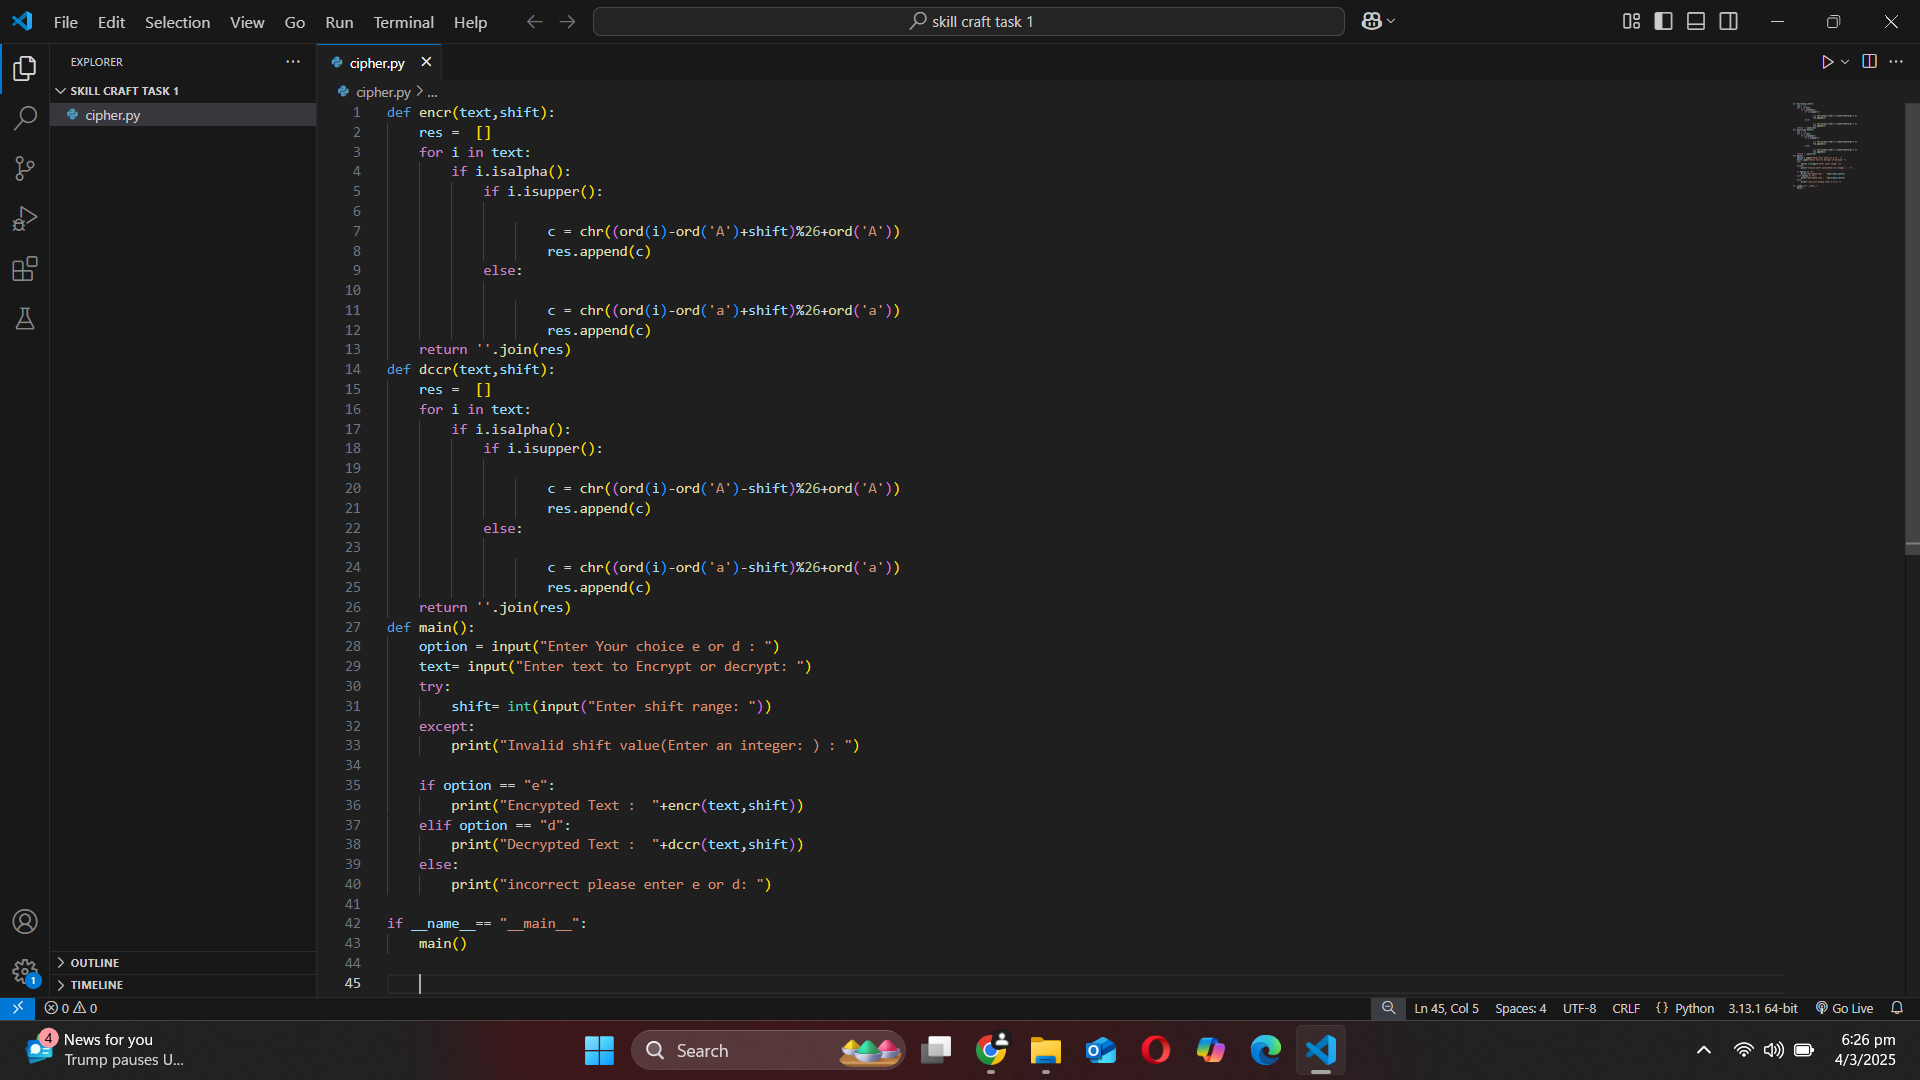 File Edit Selection View Go Run Terminal Help
skill craft task 1
EXPLORER
SKILL CRAFT TASK 1
cipher.py
cipher.py
cipher.py > ...
1 def encr(text,shift):
2     res =  []
3     for i in text:
4         if i.isalpha():
5             if i.isupper():
6
7                     c = chr((ord(i)-ord('A')+shift)%26+ord('A'))
8                     res.append(c)
9             else:
10
11                     c = chr((ord(i)-ord('a')+shift)%26+ord('a'))
12                     res.append(c)
13     return ''.join(res)
14 def dccr(text,shift):
15     res =  []
16     for i in text:
17         if i.isalpha():
18             if i.isupper():
19
20                     c = chr((ord(i)-ord('A')-shift)%26+ord('A'))
21                     res.append(c)
22             else:
23
24                     c = chr((ord(i)-ord('a')-shift)%26+ord('a'))
25                     res.append(c)
26     return ''.join(res)
27 def main():
28     option = input("Enter Your choice e or d : ")
29     text= input("Enter text to Encrypt or decrypt: ")
30     try:
31         shift= int(input("Enter shift range: "))
32     except:
33         print("Invalid shift value(Enter an integer: ) : ")
34
35     if option == "e":
36         print("Encrypted Text :  "+encr(text,shift))
37     elif option == "d":
38         print("Decrypted Text :  "+dccr(text,shift))
39     else:
40         print("incorrect please enter e or d: ")
41
42 if __name__== "__main__":
43     main()
44
45
OUTLINE
TIMELINE
1
0 0
Ln 45, Col 5 Spaces: 4 UTF-8 CRLF {} Python 3.13.1 64-bit Go Live
4
News for you
Trump pauses U...
Search
6:26 pm
4/3/2025